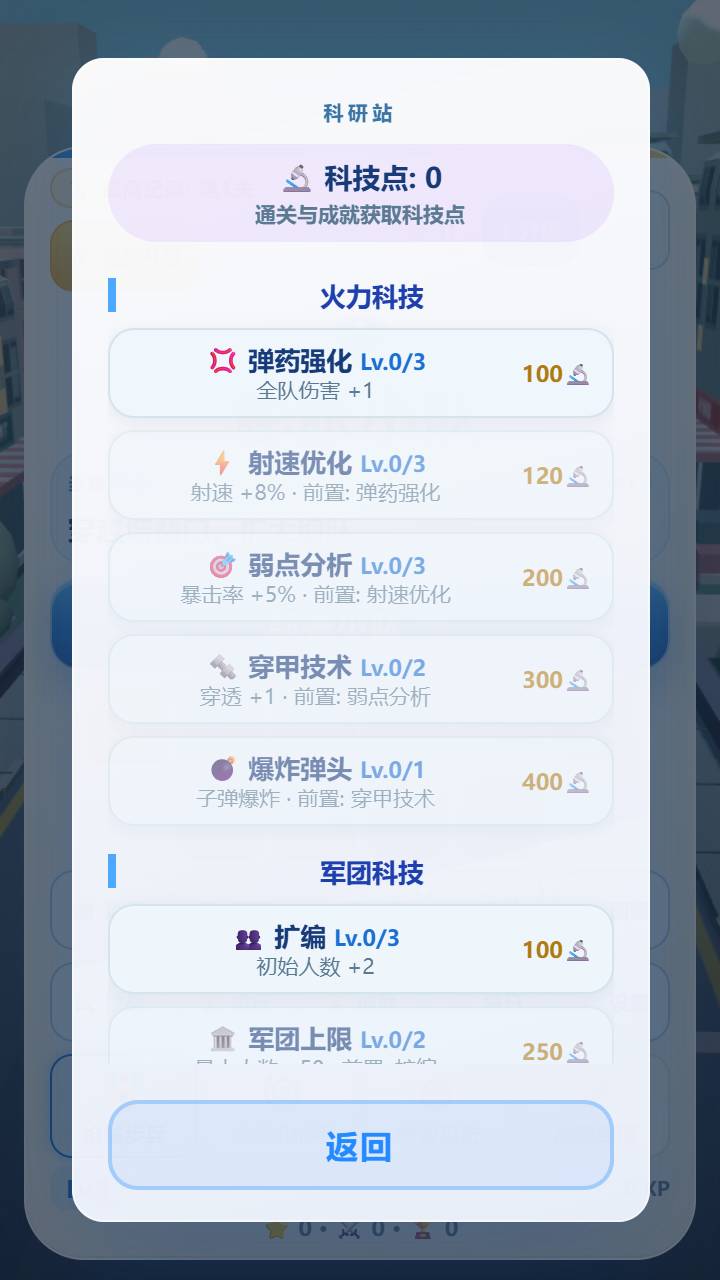 科研站
科技点: 0
通关与成就获取科技点
火力科技
弹药强化 Lv.0/3
全队伤害 +1
100
射速优化 Lv.0/3
射速 +8% · 前置: 弹药强化
120
弱点分析 Lv.0/3
暴击率 +5% · 前置: 射速优化
200
穿甲技术 Lv.0/2
穿透 +1 · 前置: 弱点分析
300
爆炸弹头 Lv.0/1
子弹爆炸 · 前置: 穿甲技术
400
军团科技
扩编 Lv.0/3
初始人数 +2
100
军团上限 Lv.0/2
250
返回
XP
0 • 0 • 0